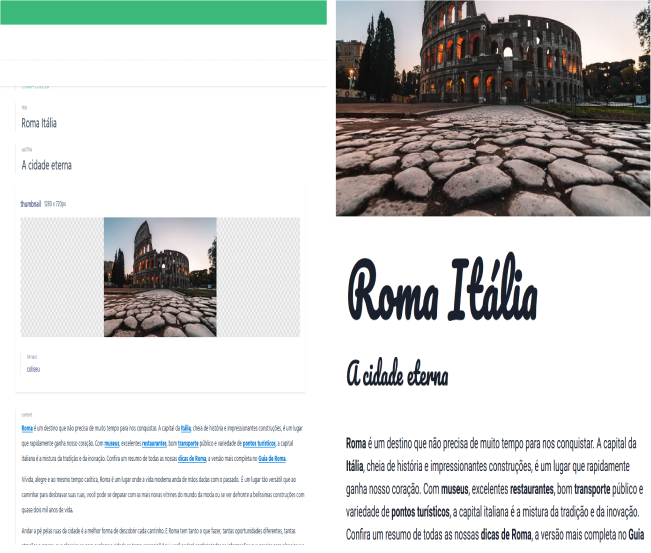 title
Roma Itália
subTitle
A cidade eterna
thumbnail 1280 x 720px
coliseu
content
Roma é um destino que não precisa de muito tempo para nos conquistar. A capital da Itália, cheia de história e impressionantes construções, é um lugar
que rapidamente ganha nosso coração. Com museus, excelentes restaurantes, bom transporte público e variedade de pontos turísticos, a capital
italiana é a mistura da tradição e da inovação. Confira um resumo de todas as nossas dicas de Roma, a versão mais completa no Guia de Roma.
Vívida, alegre e ao mesmo tempo caótica, Roma é um lugar onde a vida moderna anda de mãos dadas com o passado. É um lugar tão versátil que ao
caminhar para desbravar suas ruas, você pode se deparar com as mais novas vitrines do mundo da moda ou se ver defronte a belíssimas construções com
quase dois mil anos de vida.
Andar a pé pelas ruas da cidade é a melhor forma de descobrir cada cantinho. E Roma tem tanto o que fazer, tantas oportunidades diferentes, tantas
Roma Itália
A cidade eterna
Roma é um destino que não precisa de muito tempo para nos conquistar. A capital da
Itália, cheia de história e impressionantes construções, é um lugar que rapidamente
ganha nosso coração. Com museus, excelentes restaurantes, bom transporte público e
variedade de pontos turísticos, a capital italiana é a mistura da tradição e da inovação.
Confira um resumo de todas as nossas dicas de Roma, a versão mais completa no Guia